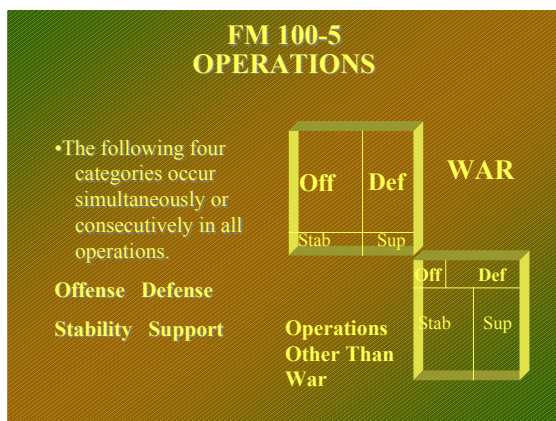 FM 100-5
OPERATIONS
•The following four
categories occur
simultaneously or
consecutively in all
operations.
Offense Defense
Stability Support
Off Def
Stab Sup
WAR
Off Def
Stab Sup
Operations
Other Than
War